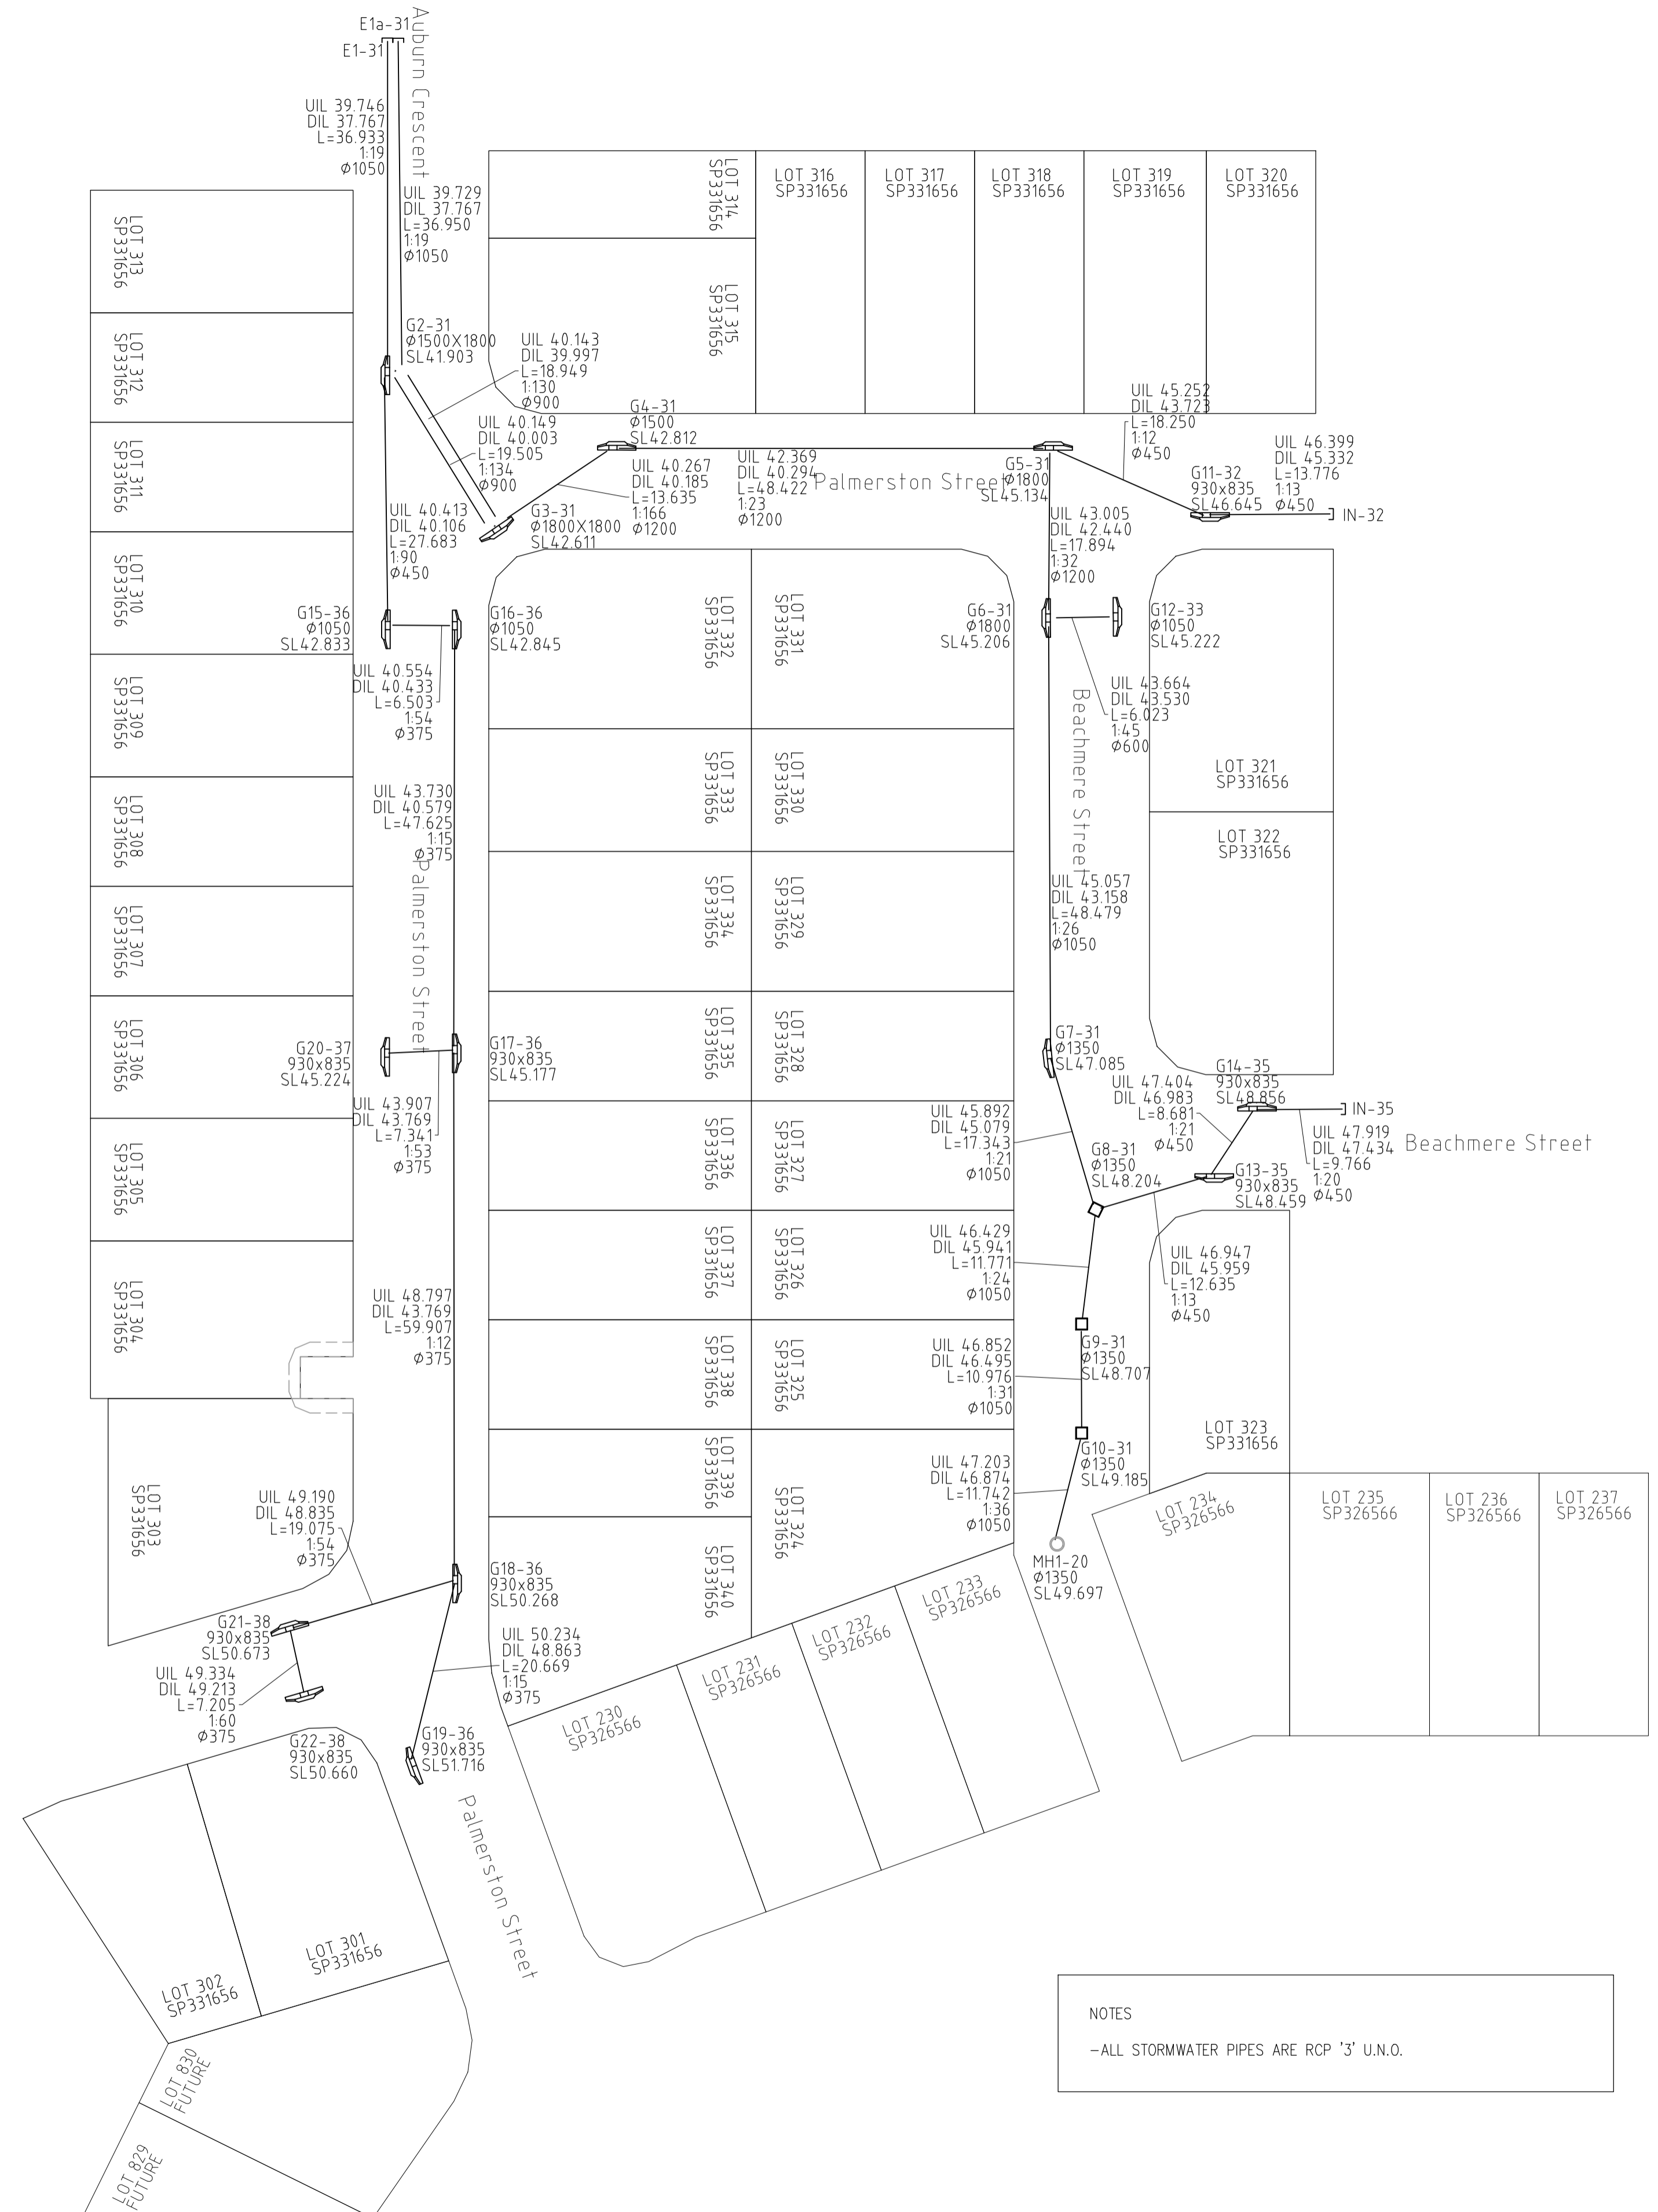 E1a-31
E1-31
Auburn Crescent
UIL 39.746
DIL 37.767
L=36.933
1:19
Ø1050
UIL 39.729
DIL 37.767
L=36.950
1:19
Ø1050
LOT 313
SP331656
LOT 312
SP331656
LOT 311
SP331656
LOT 310
SP331656
LOT 309
SP331656
LOT 308
SP331656
LOT 307
SP331656
LOT 306
SP331656
LOT 305
SP331656
LOT 304
SP331656
LOT 303
SP331656
LOT 314
SP331656
LOT 315
SP331656
LOT 316
SP331656
LOT 317
SP331656
LOT 318
SP331656
LOT 319
SP331656
LOT 320
SP331656
G2-31
Ø1500X1800
SL41.903
UIL 40.143
DIL 39.997
L=18.949
1:130
Ø900
UIL 40.149
DIL 40.003
L=19.505
1:134
Ø900
G4-31
Ø1500
SL42.812
UIL 40.267
DIL 40.185
L=13.635
1:166
Ø1200
G3-31
Ø1800X1800
SL42.611
UIL 42.369
DIL 40.294
L=48.422
1:23
Ø1200
Palmerston Street
G5-31
Ø1800
SL45.134
UIL 45.252
DIL 43.723
L=18.250
1:12
Ø450
G11-32
930x835
SL46.645
UIL 46.399
DIL 45.332
L=13.776
1:13
Ø450
IN-32
UIL 40.413
DIL 40.106
L=27.683
1:90
Ø450
UIL 43.005
DIL 42.440
L=17.894
1:32
Ø1200
G15-36
Ø1050
SL42.833
G16-36
Ø1050
SL42.845
G6-31
Ø1800
SL45.206
G12-33
Ø1050
SL45.222
UIL 40.554
DIL 40.433
L=6.503
1:54
Ø375
UIL 43.664
DIL 43.530
L=6.023
1:45
Ø600
LOT 332
SP331656
LOT 331
SP331656
LOT 333
SP331656
LOT 330
SP331656
LOT 334
SP331656
LOT 329
SP331656
LOT 335
SP331656
LOT 328
SP331656
LOT 336
SP331656
LOT 327
SP331656
LOT 337
SP331656
LOT 326
SP331656
LOT 338
SP331656
LOT 325
SP331656
LOT 339
SP331656
LOT 324
SP331656
LOT 340
SP331656
LOT 321
SP331656
LOT 322
SP331656
Beachmere Street
UIL 43.730
DIL 40.579
L=47.625
1:15
Ø375
Palmerston Street
UIL 45.057
DIL 43.158
L=48.479
1:26
Ø1050
G20-37
930x835
SL45.224
G17-36
930x835
SL45.177
G7-31
Ø1350
SL47.085
G14-35
930x835
SL48.856
UIL 47.404
DIL 46.983
L=8.681
1:21
Ø450
IN-35
UIL 47.919
DIL 47.434
L=9.766
1:20
Ø450
Beachmere Street
UIL 43.907
DIL 43.769
L=7.341
1:53
Ø375
UIL 45.892
DIL 45.079
L=17.343
1:21
Ø1050
G8-31
Ø1350
SL48.204
G13-35
930x835
SL48.459
UIL 46.429
DIL 45.941
L=11.771
1:24
Ø1050
UIL 46.947
DIL 45.959
L=12.635
1:13
Ø450
UIL 48.797
DIL 43.769
L=59.907
1:12
Ø375
UIL 46.852
DIL 46.495
L=10.976
1:31
Ø1050
G9-31
Ø1350
SL48.707
LOT 323
SP331656
UIL 47.203
DIL 46.874
L=11.742
1:36
Ø1050
G10-31
Ø1350
SL49.185
UIL 49.190
DIL 48.835
L=19.075
1:54
Ø375
LOT 234
SP326566
LOT 235
SP326566
LOT 236
SP326566
LOT 237
SP326566
MH1-20
Ø1350
SL49.697
G18-36
930x835
SL50.268
G21-38
930x835
SL50.673
UIL 50.234
DIL 48.863
L=20.669
1:15
Ø375
UIL 49.334
DIL 49.213
L=7.205
1:60
Ø375
G22-38
930x835
SL50.660
G19-36
930x835
SL51.716
LOT 233
SP326566
LOT 232
SP326566
LOT 231
SP326566
LOT 230
SP326566
Palmerston Street
LOT 301
SP331656
LOT 302
SP331656
LOT 830
FUTURE
LOT 829
FUTURE
NOTES
-ALL STORMWATER PIPES ARE RCP '3' U.N.O.